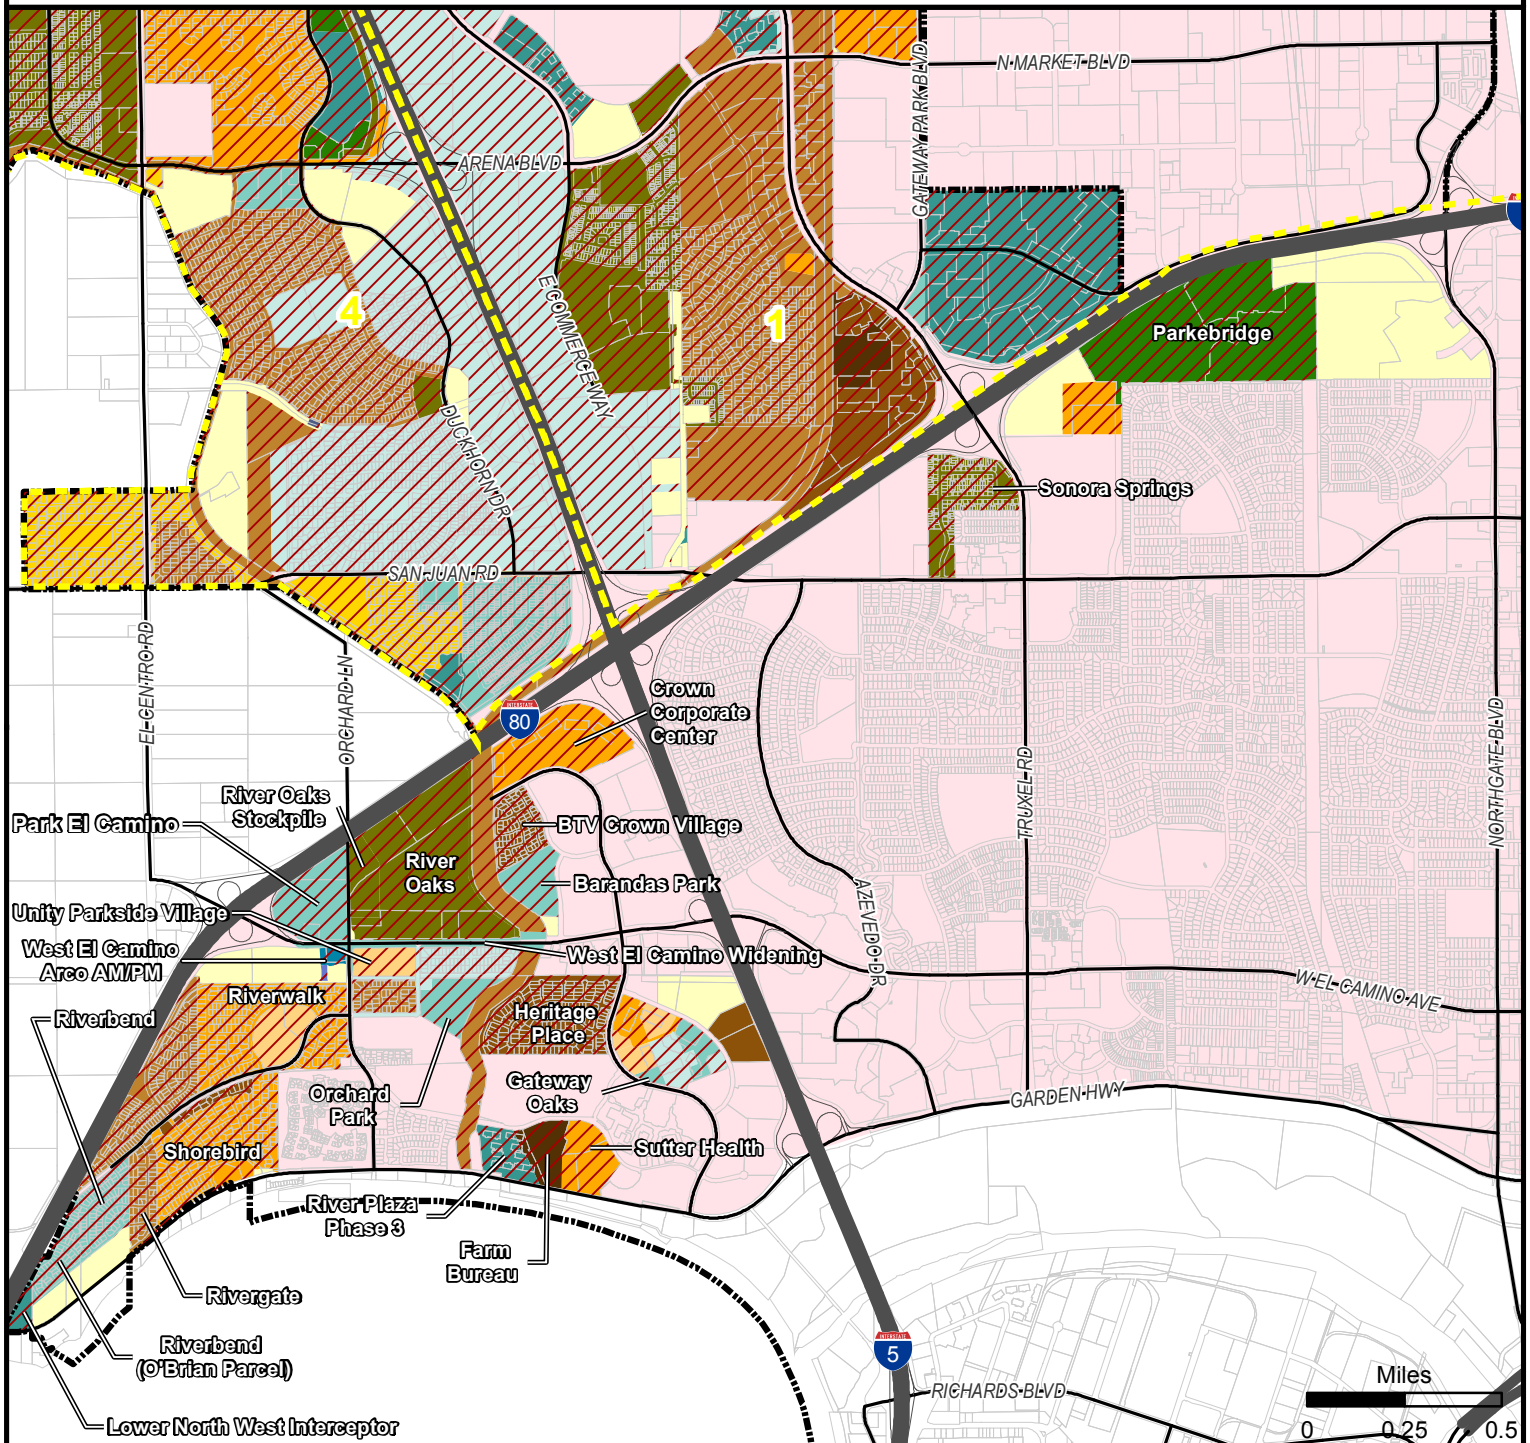 N MARKET BLVD
GATEWAY PARK BLVD
ARENA BLVD
4
1
E COMMERCE WAY
Parkebridge
DUCKHORN DR
Sonora Springs
SAN JUAN RD
EL CENTRO RD
ORCHARD LN
INTERSTATE
80
Crown
Corporate
Center
TRUXEL RD
NORTHGATE BLVD
River Oaks
Stockpile
Park El Camino
BTV Crown Village
River
Oaks
Barandas Park
AZEVEDO DR
Unity Parkside Village
West El Camino
Arco AM/PM
West El Camino Widening
W EL CAMINO AVE
Riverwalk
Riverbend
Heritage
Place
Orchard
Park
Gateway
Oaks
GARDEN HWY
Shorebird
Sutter Health
River Plaza
Phase 3
Farm
Bureau
Rivergate
Riverbend
(O'Brian Parcel)
INTERSTATE
5
RICHARDS BLVD
Miles
0 0.25 0.5
Lower North West Interceptor